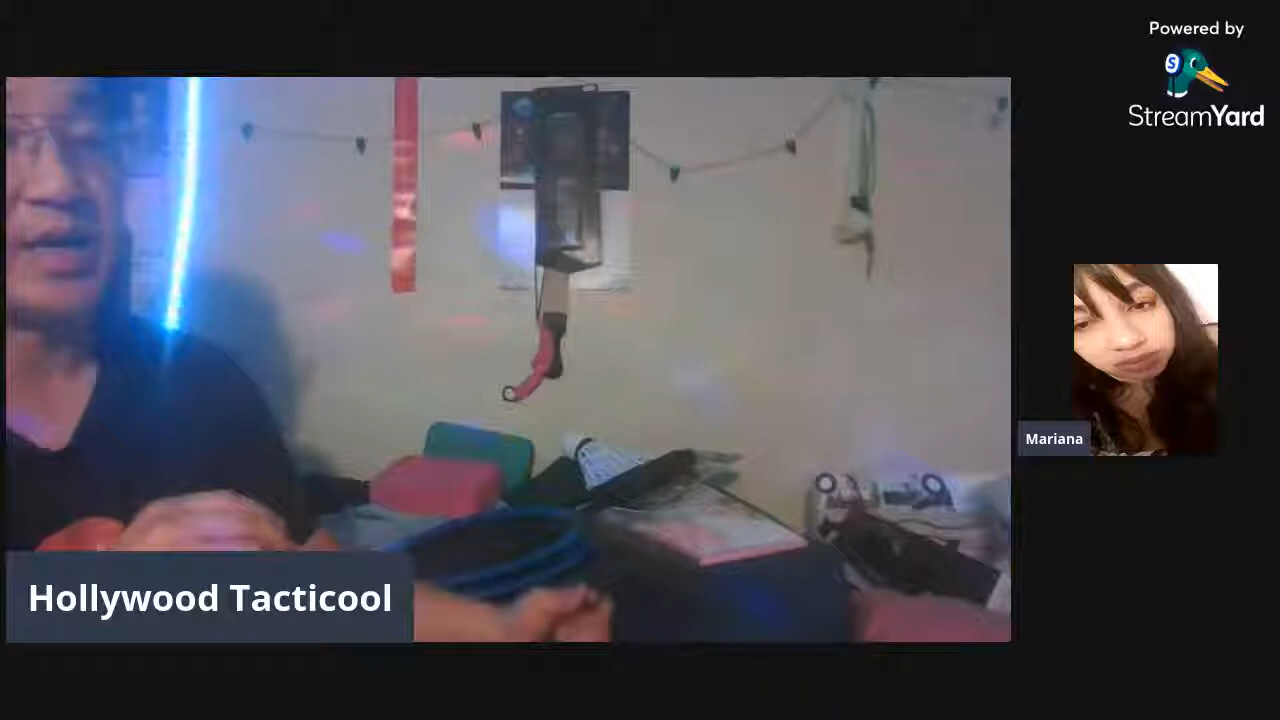 Powered by
S
StreamYard
Mariana
Hollywood Tacticool